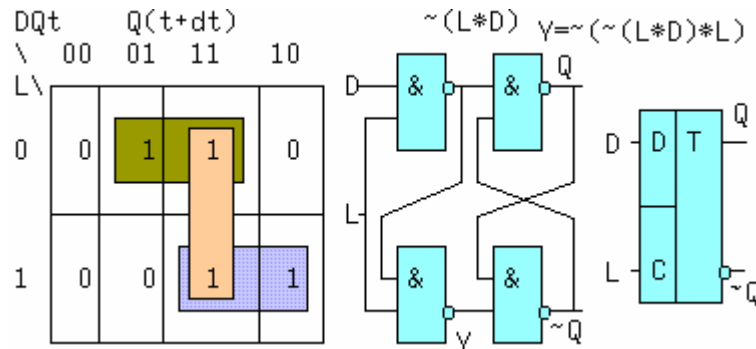 DQt Q(t+dt) ~(L*D) Y=~(~(L*D)*L)
\ 00 01 11 10
L\
Q
D & &
Q
0 0 1 1 0
D D T
L
1 0 0 1 1
& &
L C
~Q
Y ~Q